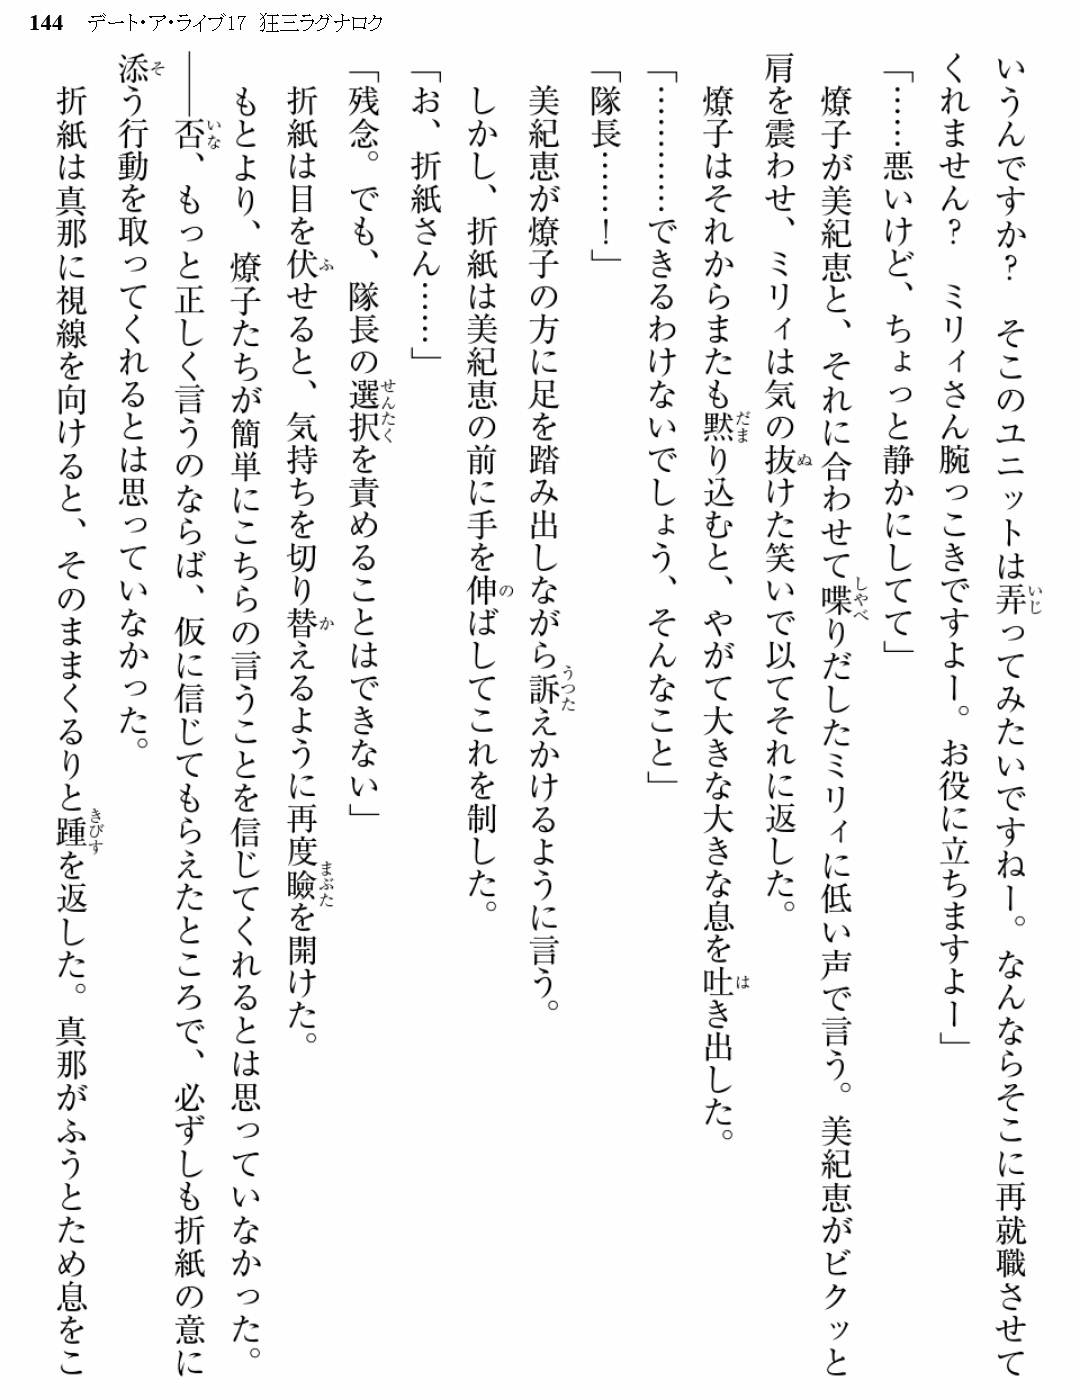 144 デート・ア・ライブ17 狂三ラグナロク
いうんですか？　そこのユニットは弄ってみたいですねー。なんならそこに再就職させて
くれません？　ミリィさん腕っこきですよー。お役に立ちますよー」
「……悪いけど、ちょっと静かにしてて」
　燎子が美紀恵と、それに合わせて喋りだしたミリィに低い声で言う。美紀恵がビクッと
肩を震わせ、ミリィは気の抜けた笑いで以てそれに返した。
　燎子はそれからまたも黙り込むと、やがて大きな大きな息を吐き出した。
「…………できるわけないでしょう、そんなこと」
「隊長……！」
　美紀恵が燎子の方に足を踏み出しながら訴えかけるように言う。
　しかし、折紙は美紀恵の前に手を伸ばしてこれを制した。
「お、折紙さん……」
「残念。でも、隊長の選択を責めることはできない」
　折紙は目を伏せると、気持ちを切り替えるように再度瞼を開けた。
　もとより、燎子たちが簡単にこちらの言うことを信じてくれるとは思っていなかった。
――否、もっと正しく言うのならば、仮に信じてもらえたところで、必ずしも折紙の意に
添う行動を取ってくれるとは思っていなかった。
　折紙は真那に視線を向けると、そのままくるりと踵を返した。真那がふうとため息をこ